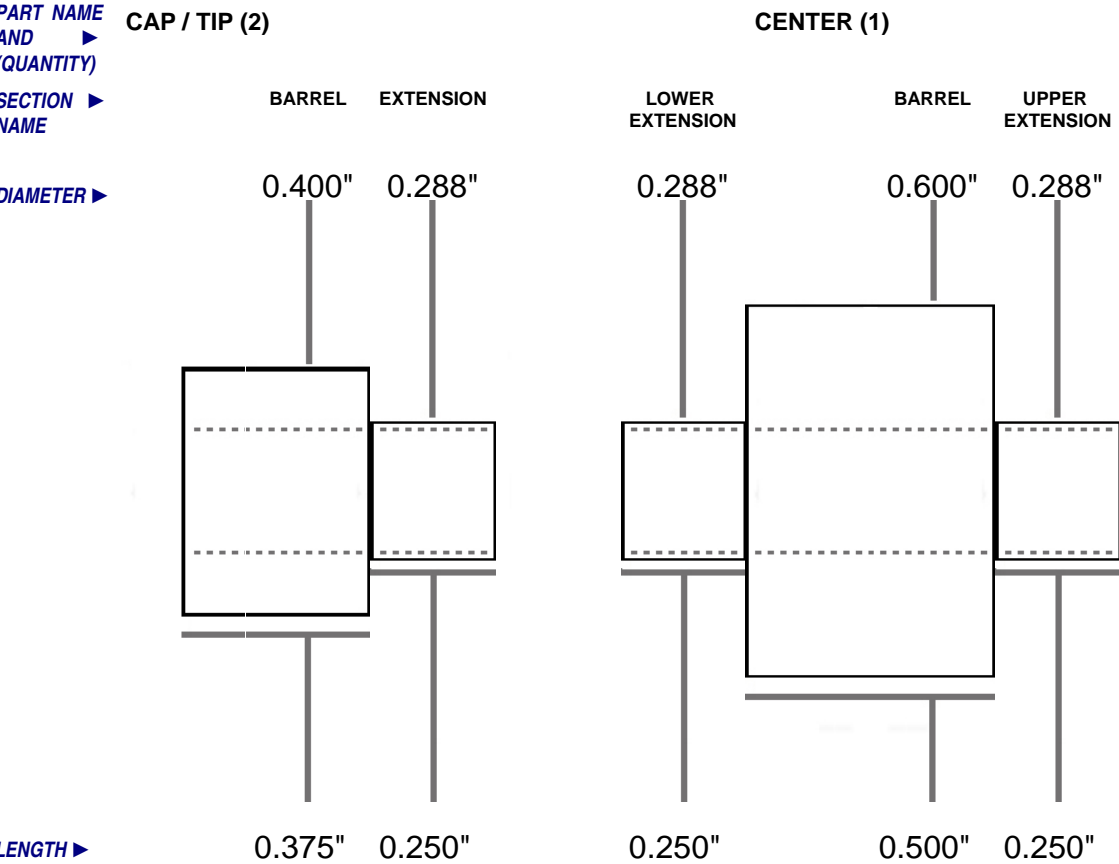 PART NAME
AND ►
(QUANTITY)
CAP / TIP (2)
CENTER (1)
SECTION ►
NAME
BARREL EXTENSION
LOWER
EXTENSION
BARREL
UPPER
EXTENSION
DIAMETER ►
0.400" 0.288" 0.288" 0.600" 0.288"
LENGTH ►
0.375" 0.250" 0.250" 0.500" 0.250"